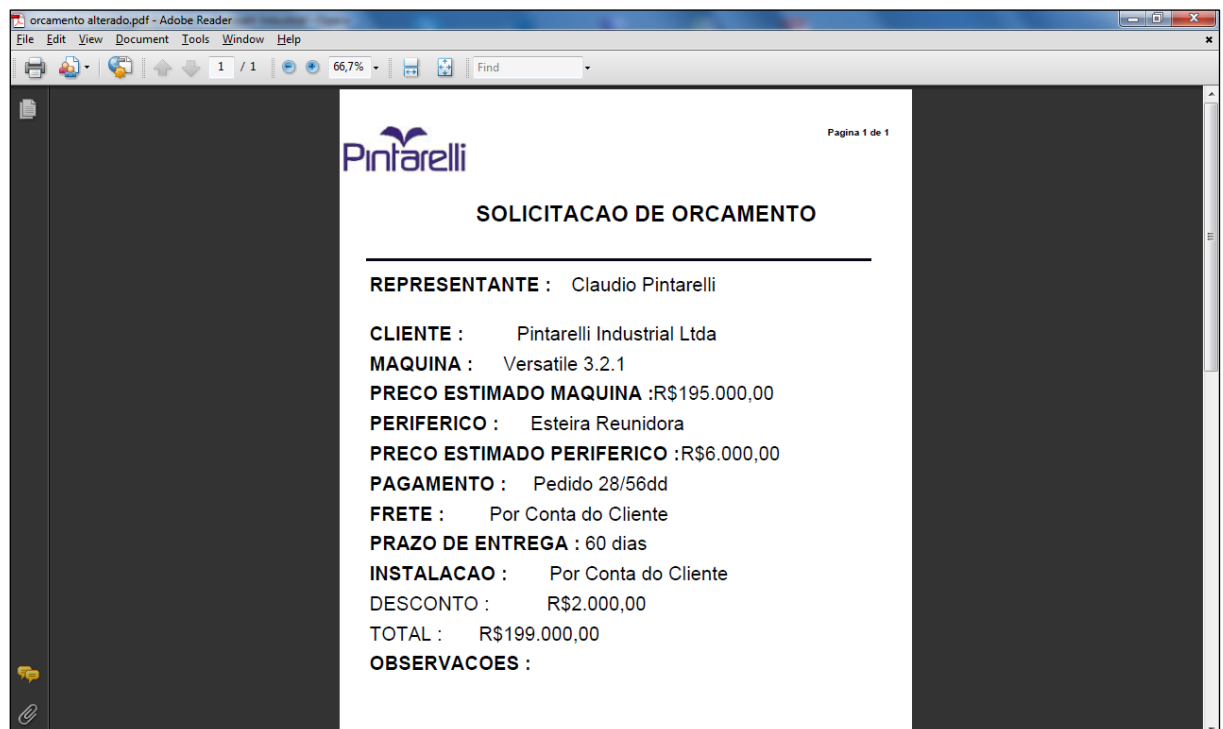 orcamento alterado.pdf - Adobe Reader
File Edit View Document Tools Window Help
1 / 1 66,7% Find
Pagina 1 de 1
Pintarelli
SOLICITACAO DE ORCAMENTO
REPRESENTANTE : Claudio Pintarelli
CLIENTE : Pintarelli Industrial Ltda
MAQUINA : Versatile 3.2.1
PRECO ESTIMADO MAQUINA :R$195.000,00
PERIFERICO : Esteira Reunidora
PRECO ESTIMADO PERIFERICO :R$6.000,00
PAGAMENTO : Pedido 28/56dd
FRETE : Por Conta do Cliente
PRAZO DE ENTREGA : 60 dias
INSTALACAO : Por Conta do Cliente
DESCONTO : R$2.000,00
TOTAL : R$199.000,00
OBSERVACOES :